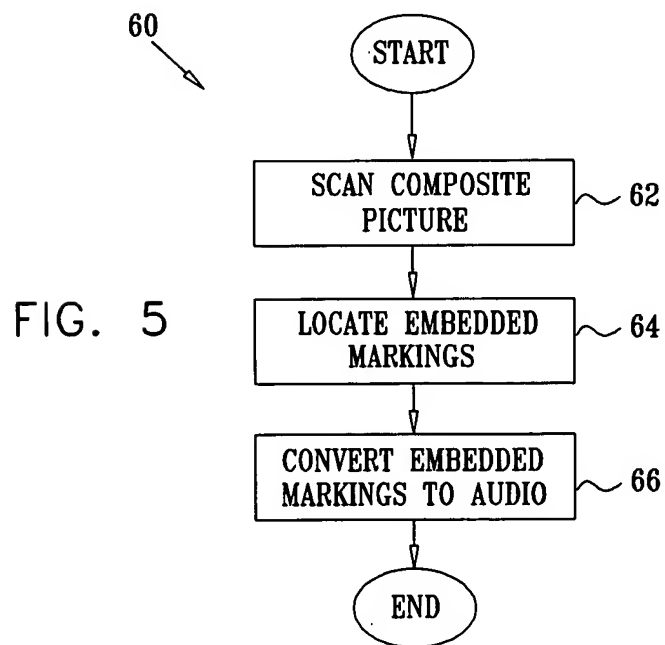 60
START
SCAN COMPOSITE
PICTURE
62
FIG. 5
LOCATE EMBEDDED
MARKINGS
64
CONVERT EMBEDDED
MARKINGS TO AUDIO
66
END